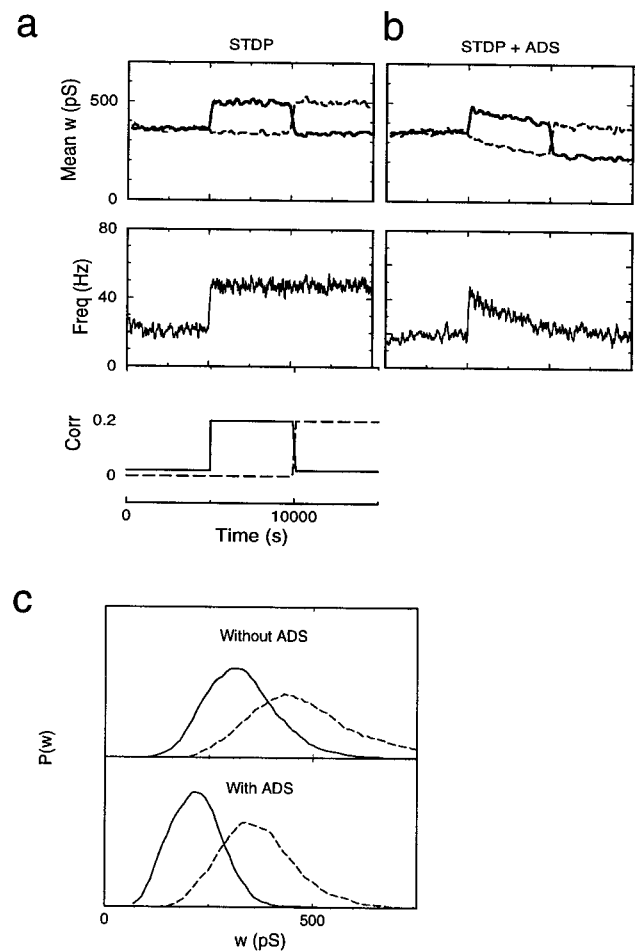 a
b
STDP
STDP + ADS
Mean w (pS)
500
0
Freq (Hz)
80
40
0
Corr
0.2
0
0
10000
Time (s)
c
Without ADS
With ADS
P(w)
0
500
w (pS)